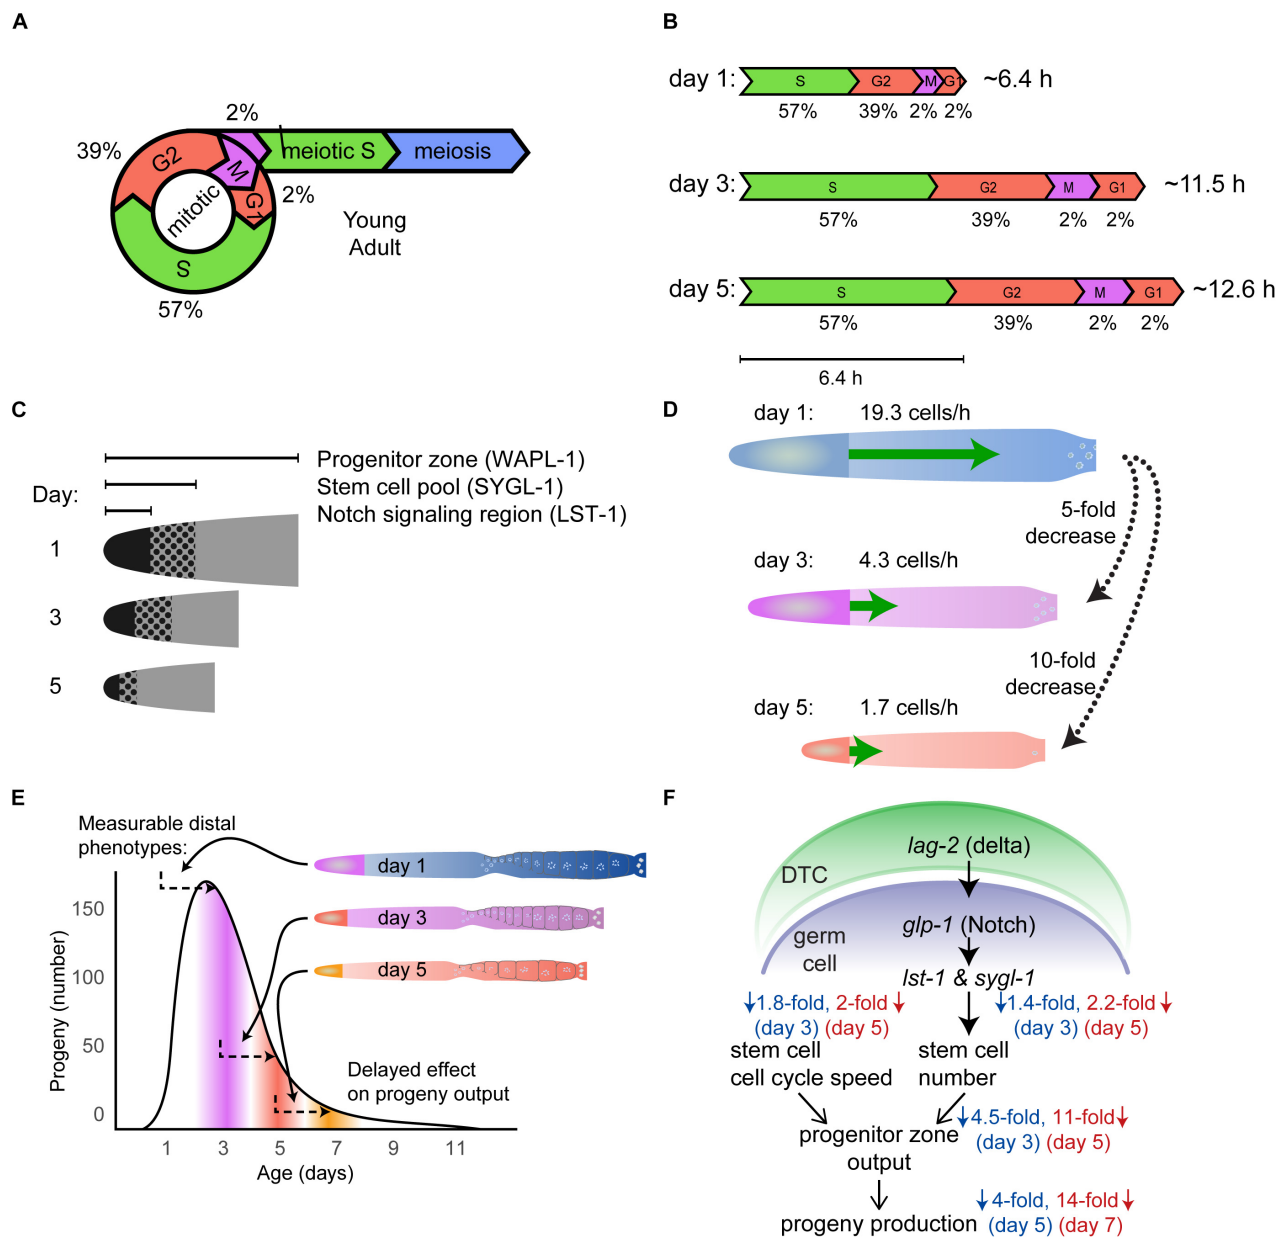 A
2%
39%
G2
M
meiotic S
meiosis
mitotic
G1
2%
S
Young
Adult
57%
B
day 1:
S
G2
M
G1
~6.4 h
57%
39%
2%
2%
day 3:
S
G2
M
G1
~11.5 h
57%
39%
2%
2%
day 5:
S
G2
M
G1
~12.6 h
57%
39%
2%
2%
6.4 h
C
Progenitor zone (WAPL-1)
Stem cell pool (SYGL-1)
Notch signaling region (LST-1)
Day:
1
3
5
D
day 1:
19.3 cells/h
5-fold
decrease
day 3:
4.3 cells/h
10-fold
decrease
day 5:
1.7 cells/h
E
Measurable distal
phenotypes:
day 1
day 3
day 5
Delayed effect
on progeny output
Progeny (number)
150
100
50
0
1
3
5
7
9
11
Age (days)
F
lag-2 (delta)
DTC
glp-1 (Notch)
germ
cell
lst-1 & sygl-1
↓1.8-fold, 2-fold↓
(day 3) (day 5)
↓1.4-fold, 2.2-fold↓
(day 3) (day 5)
stem cell
cell cycle speed
stem cell
number
↓4.5-fold, 11-fold↓
(day 3) (day 5)
progenitor zone
output
↓4-fold, 14-fold↓
(day 5) (day 7)
progeny production